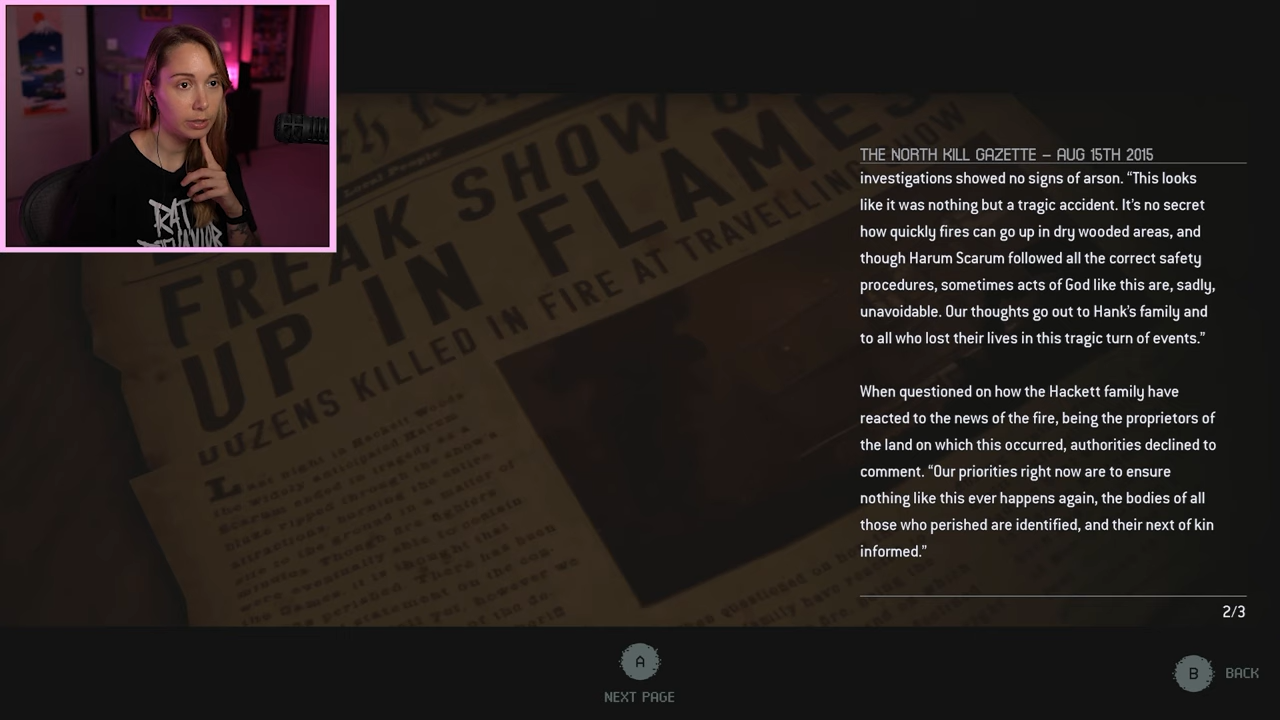 RAT
BEHAVIOR
FREAK SHOW
UP IN FLAMES
DOZENS KILLED IN FIRE AT TRAVELLING SHOW
THE NORTH KILL GAZETTE – AUG 15TH 2015
investigations showed no signs of arson. “This looks
like it was nothing but a tragic accident. It’s no secret
how quickly fires can go up in dry wooded areas, and
though Harum Scarum followed all the correct safety
procedures, sometimes acts of God like this are, sadly,
unavoidable. Our thoughts go out to Hank’s family and
to all who lost their lives in this tragic turn of events.”
When questioned on how the Hackett family have
reacted to the news of the fire, being the proprietors of
the land on which this occurred, authorities declined to
comment. “Our priorities right now are to ensure
nothing like this ever happens again, the bodies of all
those who perished are identified, and their next of kin
informed.”
2/3
A
NEXT PAGE
B BACK